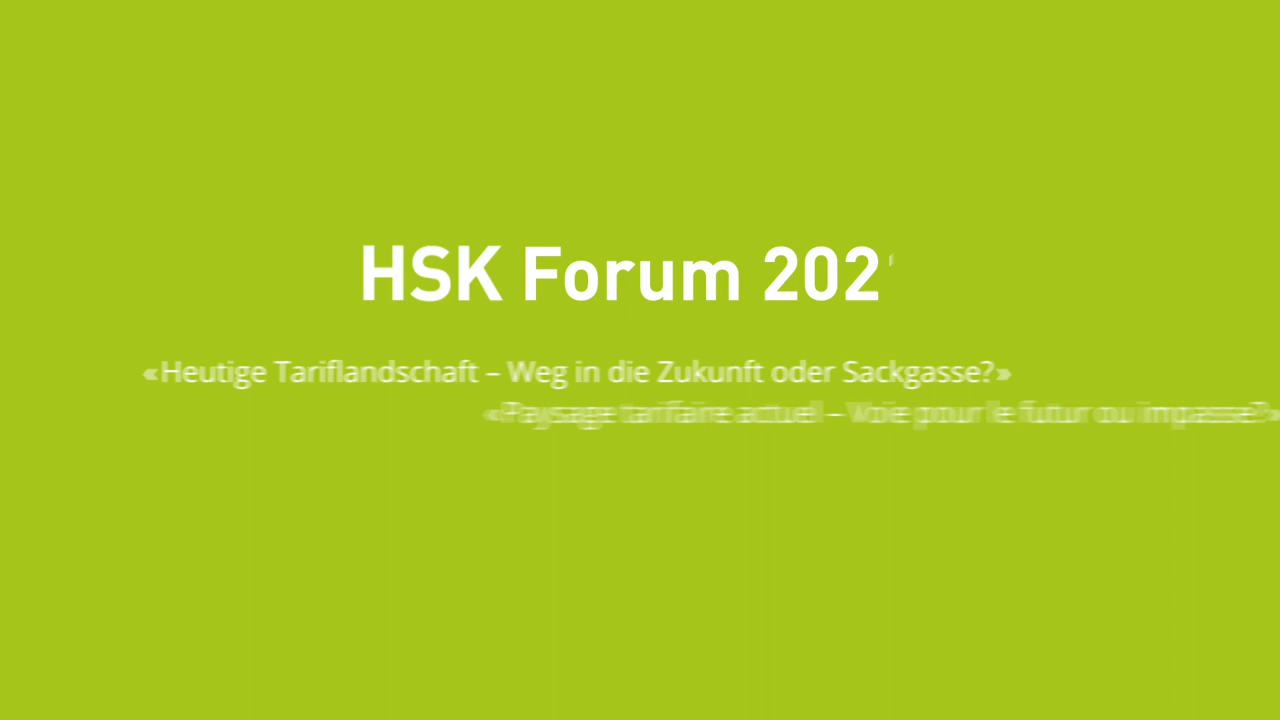 HSK Forum 202
«Heutige Tariflandschaft – Weg in die Zukunft oder Sackgasse?»
«Paysage tarifaire actuel – Voie pour le futur ou impasse?»